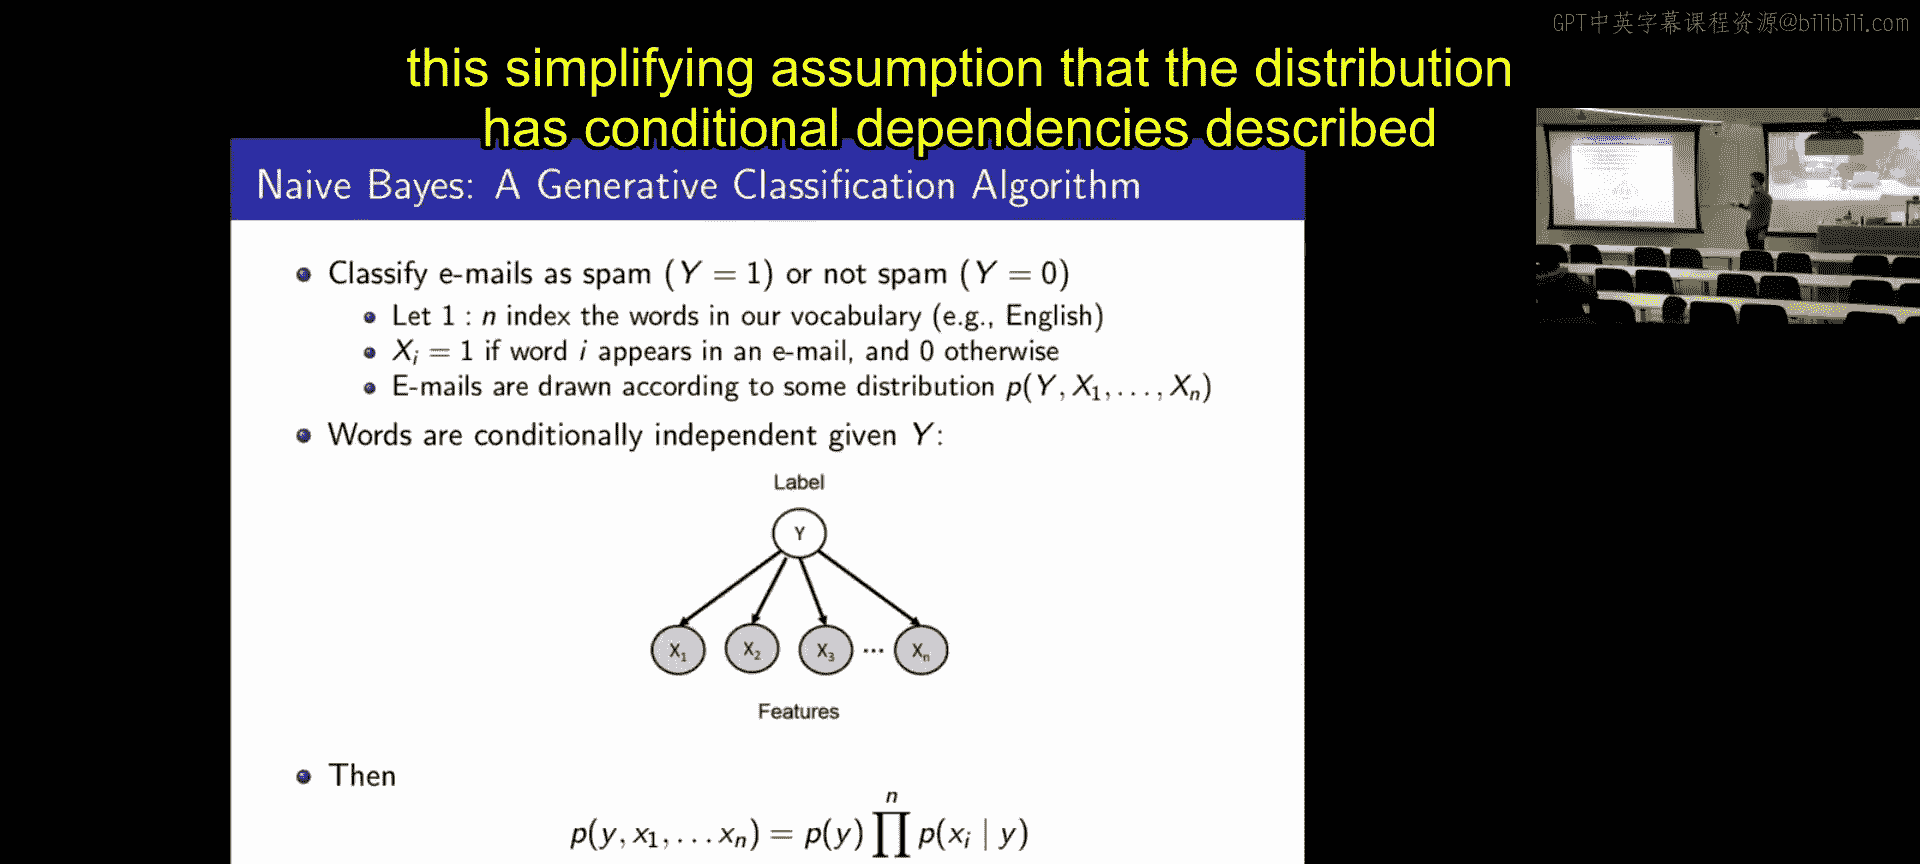 GPT中英字幕课程资源@bilibili.com
this simplifying assumption that the distribution
has conditional dependencies described
Naive Bayes: A Generative Classification Algorithm
Classify e-mails as spam (Y = 1) or not spam (Y = 0)
Let 1 : n index the words in our vocabulary (e.g., English)
X_i = 1 if word i appears in an e-mail, and 0 otherwise
E-mails are drawn according to some distribution p(Y, X_1, . . . , X_n)
Words are conditionally independent given Y:
Label
Y
X_1 X_2 X_3 ... X_n
Features
Then
p(y, x_1, . . . x_n) = p(y) ∏^n p(x_i | y)